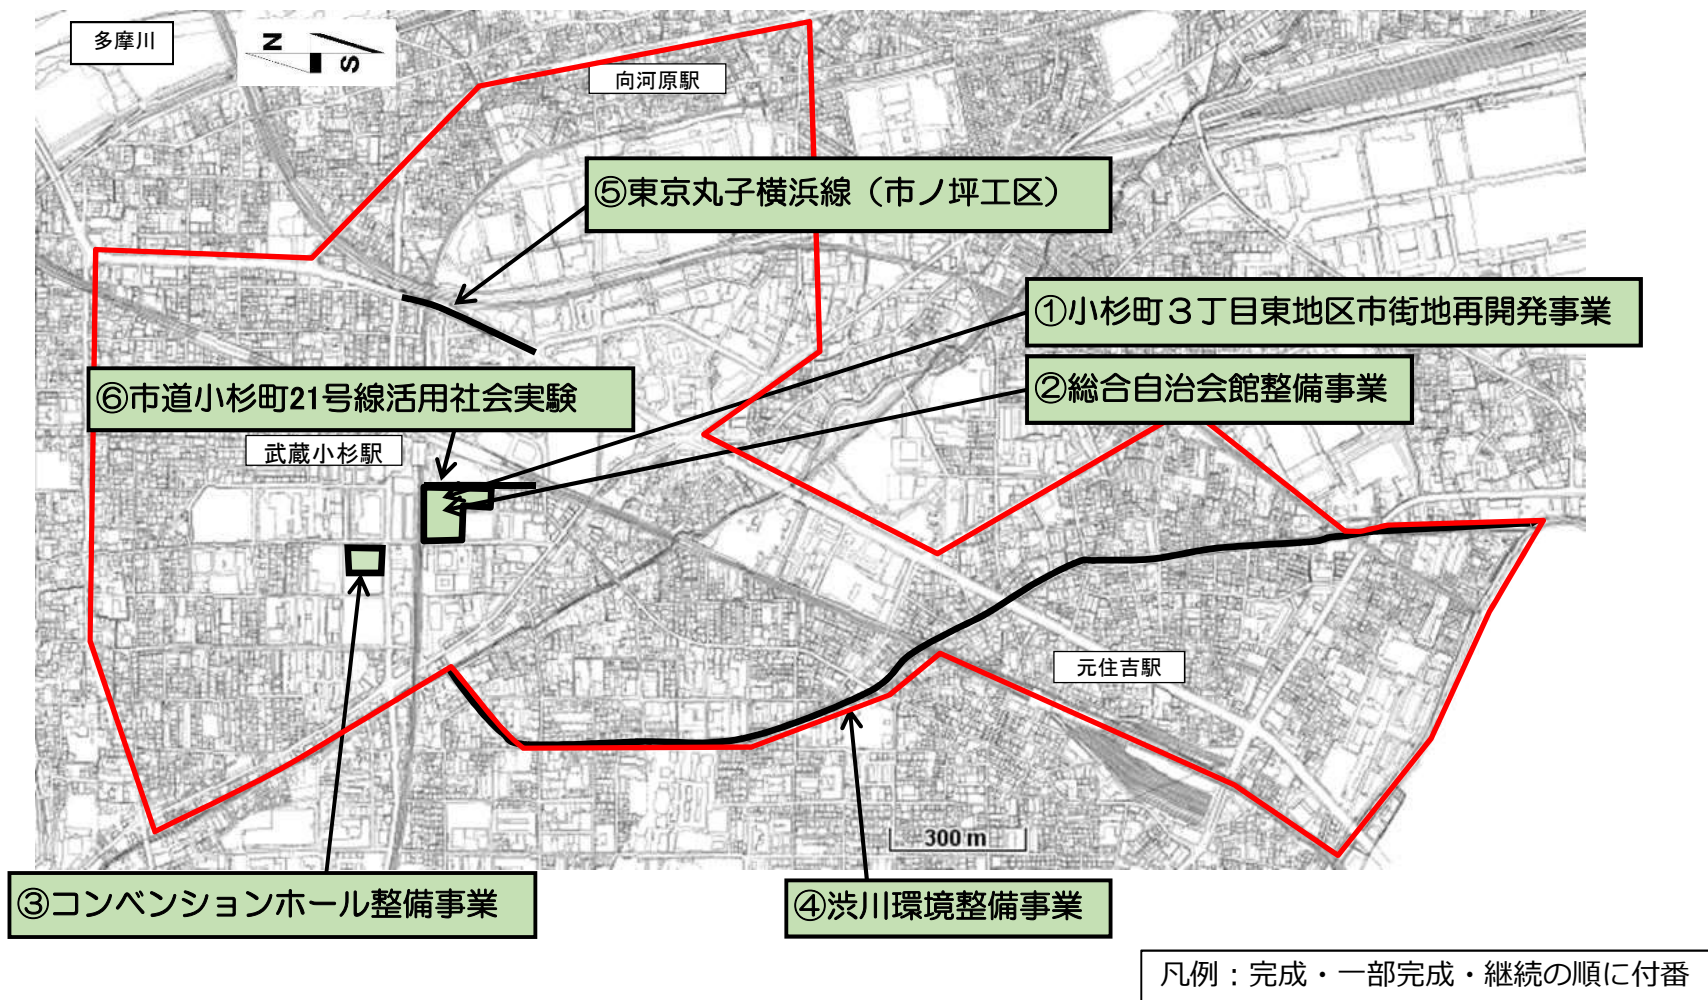 多摩川
N
S
向河原駅
⑤東京丸子横浜線（市ノ坪工区）
①小杉町３丁目東地区市街地再開発事業
⑥市道小杉町21号線活用社会実験
②総合自治会館整備事業
武蔵小杉駅
元住吉駅
300 m
③コンベンションホール整備事業
④渋川環境整備事業
凡例：完成・一部完成・継続の順に付番